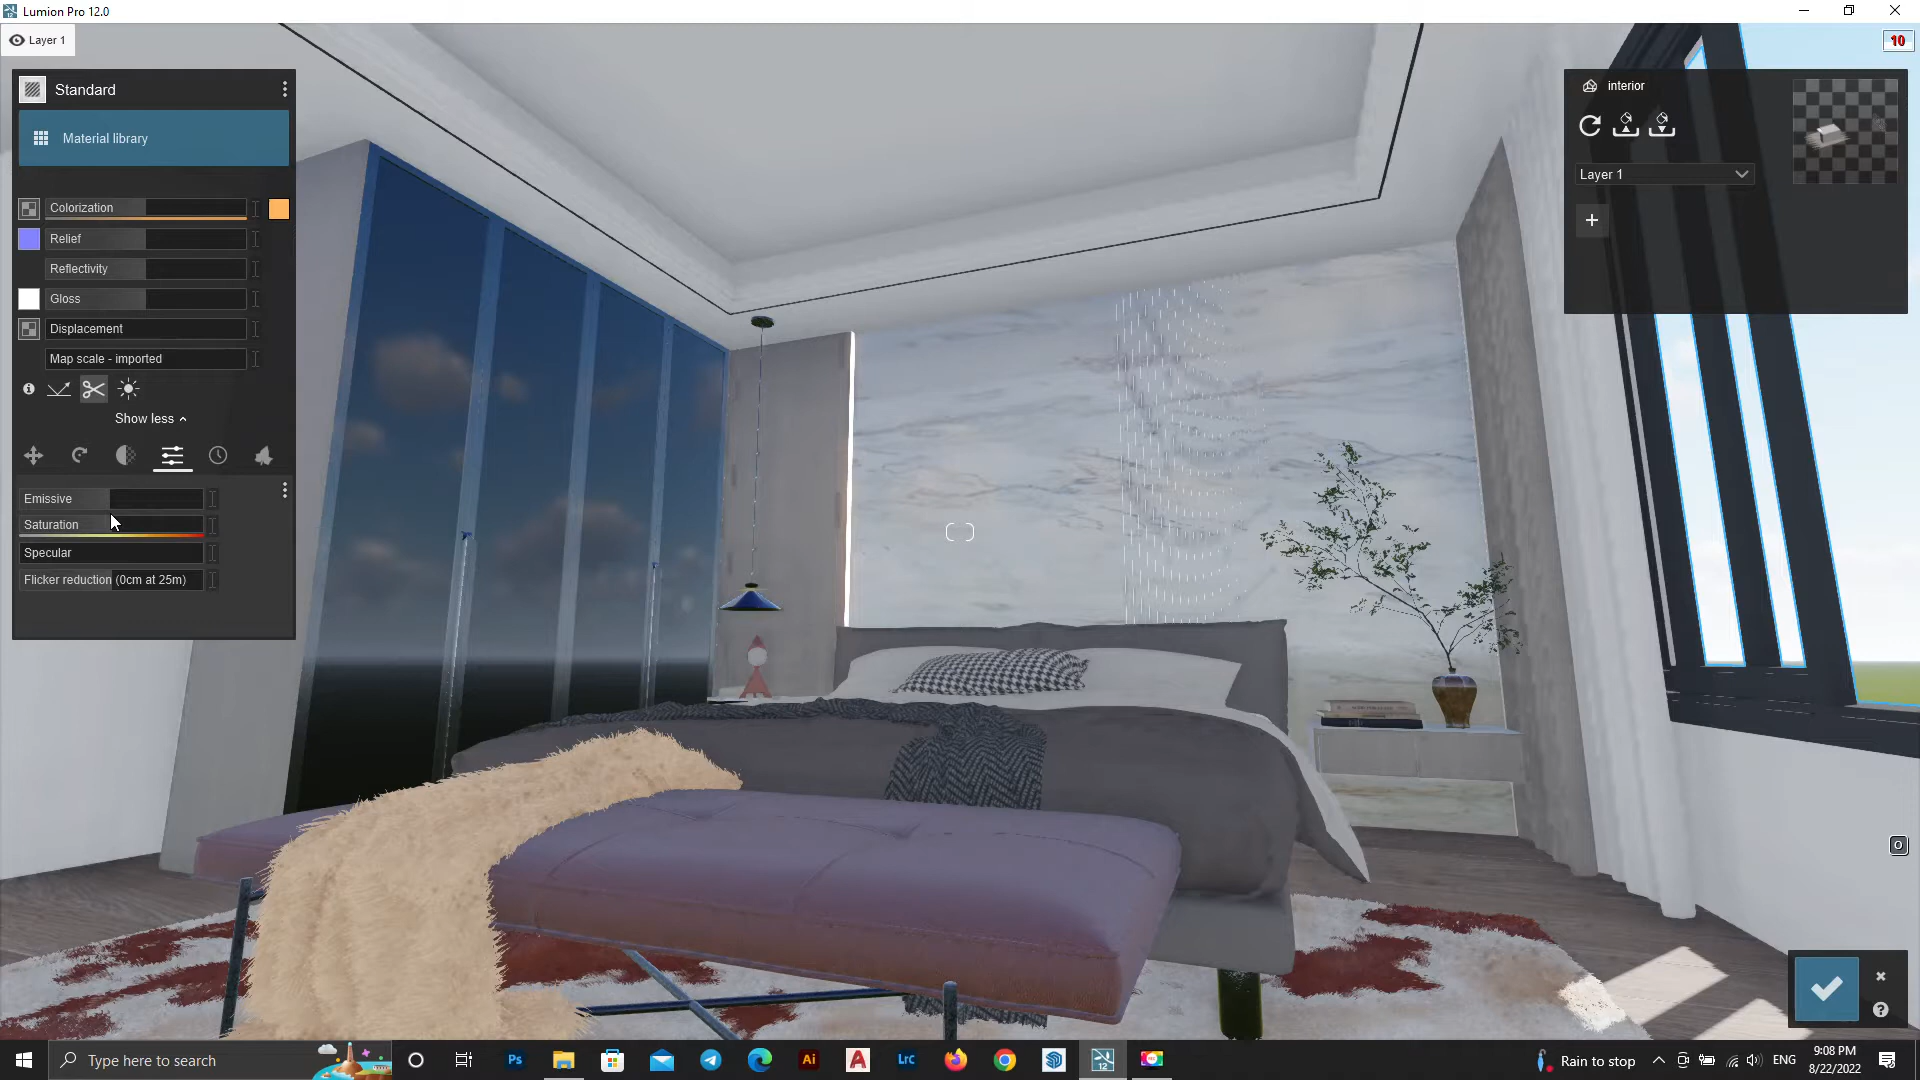 Lumion Pro 12.0
Layer 1
10
Standard
Material library
Colorization
Relief
Reflectivity
Gloss
Displacement
Map scale - imported
Show less
Emissive
Saturation
Specular
Flicker reduction (0cm at 25m)
interior
Layer 1
O
Type here to search
Ps
Ai
Lrc
12
Rain to stop
ENG
9:08 PM
8/22/2022